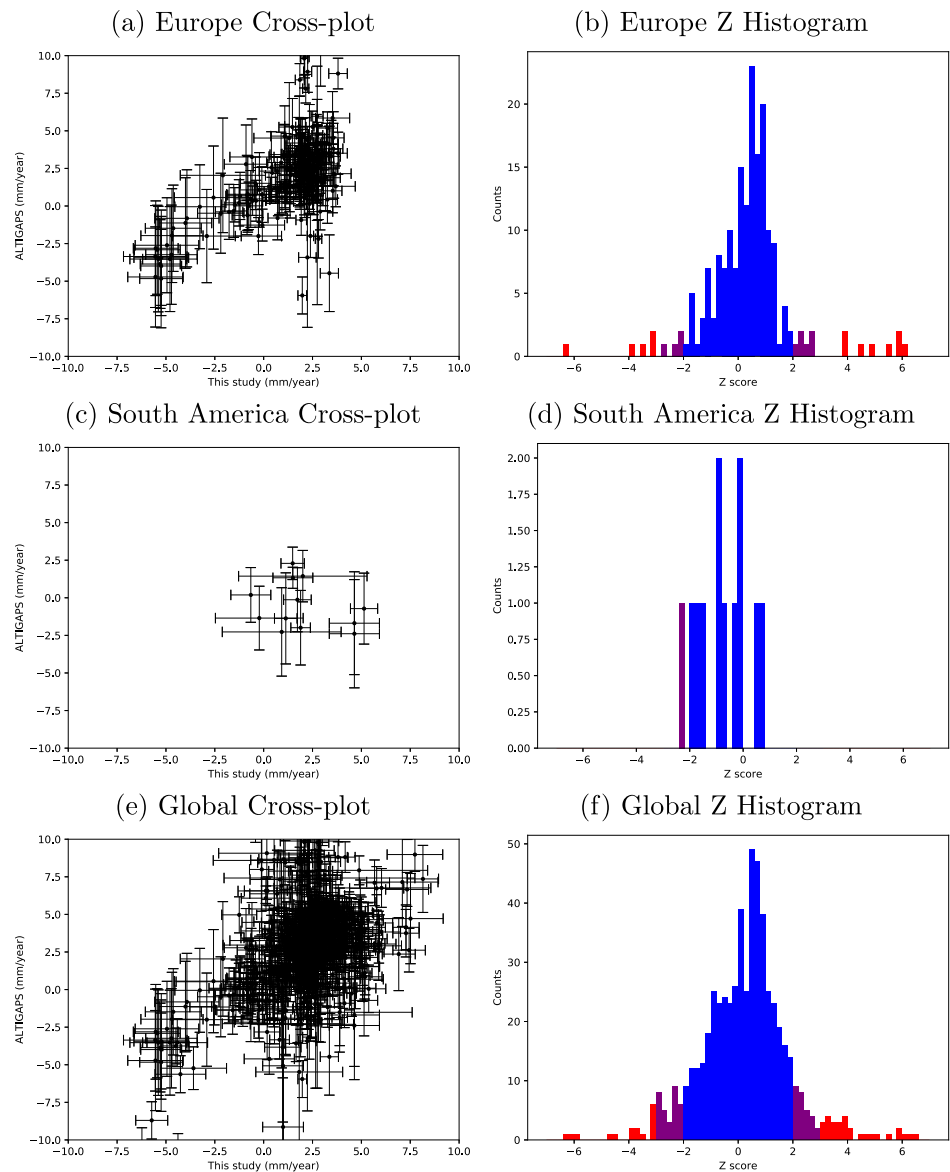 (a) Europe Cross-plot
(b) Europe Z Histogram
10.0
7.5
5.0
2.5
0.0
−2.5
−5.0
−7.5
−10.0
ALTIGAPS (mm/year)
−10.0 −7.5 −5.0 −2.5 0.0 2.5 5.0 7.5 10.0
This study (mm/year)
20
15
10
5
0
Counts
−6 −4 −2 0 2 4 6
Z score
(c) South America Cross-plot
(d) South America Z Histogram
10.0
7.5
5.0
2.5
0.0
−2.5
−5.0
−7.5
−10.0
ALTIGAPS (mm/year)
−10.0 −7.5 −5.0 −2.5 0.0 2.5 5.0 7.5 10.0
This study (mm/year)
2.00
1.75
1.50
1.25
1.00
0.75
0.50
0.25
0.00
Counts
−6 −4 −2 0 2 4 6
Z score
(e) Global Cross-plot
(f) Global Z Histogram
10.0
7.5
5.0
2.5
0.0
−2.5
−5.0
−7.5
−10.0
ALTIGAPS (mm/year)
−10.0 −7.5 −5.0 −2.5 0.0 2.5 5.0 7.5 10.0
This study (mm/year)
50
40
30
20
10
0
Counts
−6 −4 −2 0 2 4 6
Z score